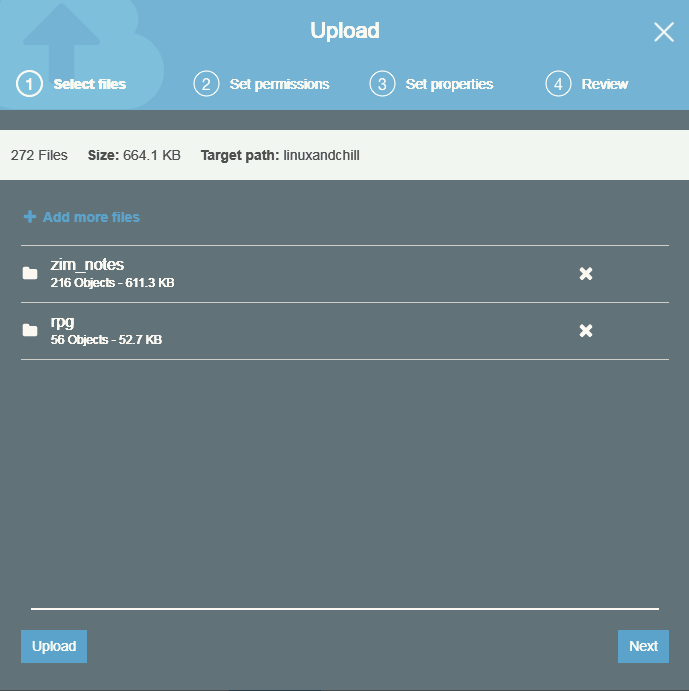 Upload
1 Select files 2 Set permissions 3 Set properties 4 Review
272 Files Size: 664.1 KB Target path: linuxandchill
Add more files
zim_notes
216 Objects - 611.3 KB
rpg
56 Objects - 52.7 KB
Upload Next